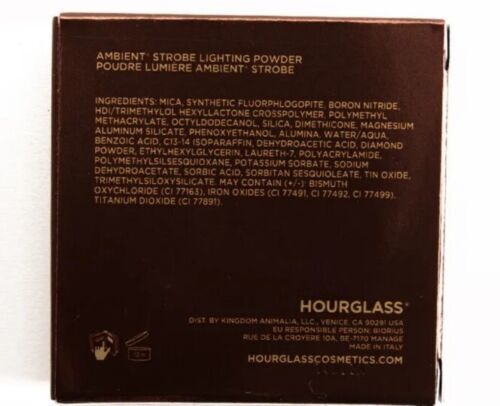 AMBIENT® STROBE LIGHTING POWDER
POUDRE LUMIÈRE AMBIENT® STROBE
INGREDIENTS: MICA, SYNTHETIC FLUORPHLOGOPITE, BORON NITRIDE,
HDI/TRIMETHYLOL HEXYLLACTONE CROSSPOLYMER, POLYMETHYL
METHACRYLATE, OCTYLDODECANOL, SILICA, DIMETHICONE, MAGNESIUM
ALUMINUM SILICATE, PHENOXYETHANOL, ALUMINA, WATER/AQUA,
BENZOIC ACID, C13-14 ISOPARAFFIN, DEHYDROACETIC ACID, DIAMOND
POWDER, ETHYLHEXYLGLYCERIN, LAURETH-7, POLYACRYLAMIDE,
POLYMETHYLSILSESQUIOXANE, POTASSIUM SORBATE, SODIUM
DEHYDROACETATE, SORBIC ACID, SORBITAN SESQUIOLEATE, TIN OXIDE,
TRIMETHYLSILOXYSILICATE. MAY CONTAIN (+/-): BISMUTH
OXYCHLORIDE (CI 77163), IRON OXIDES (CI 77491, CI 77492, CI 77499),
TITANIUM DIOXIDE (CI 77891).
HOURGLASS®
DIST. BY KINGDOM ANIMALIA, LLC., VENICE, CA 90291 USA
EU RESPONSIBLE PERSON: BIORIUS
RUE DE LA CROYERE 10A, BE-7170 MANAGE
MADE IN ITALY
HOURGLASSCOSMETICS.COM